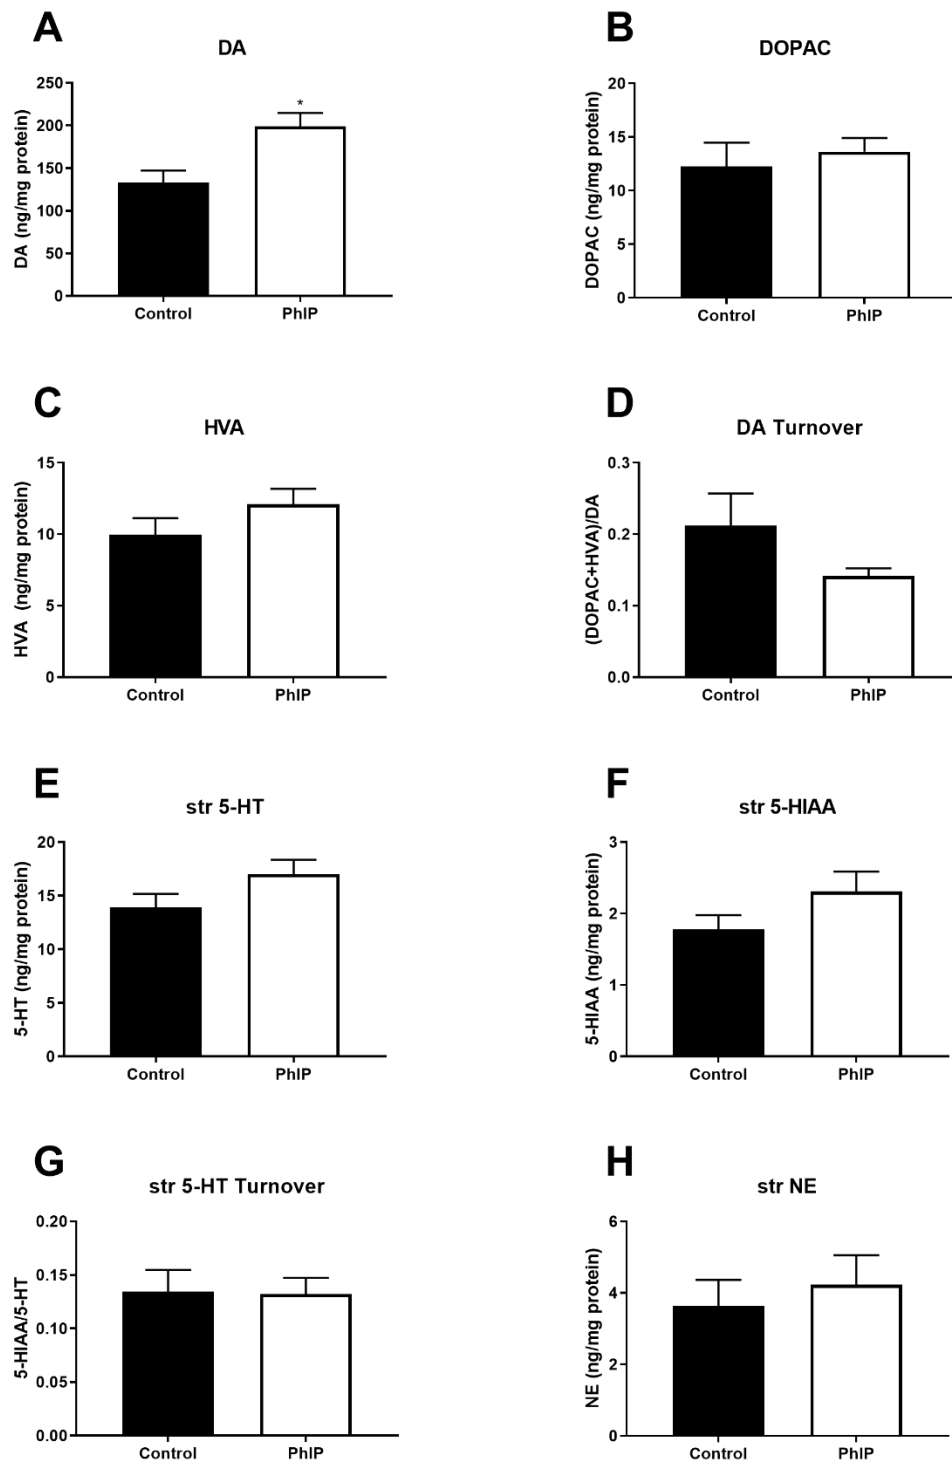 A
DA
DA (ng/mg protein)
250
200
150
100
50
0
*
Control
PhIP
B
DOPAC
DOPAC (ng/mg protein)
20
15
10
5
0
Control
PhIP
C
HVA
HVA (ng/mg protein)
15
10
5
0
Control
PhIP
D
DA Turnover
(DOPAC+HVA)/DA
0.3
0.2
0.1
0.0
Control
PhIP
E
str 5-HT
5-HT (ng/mg protein)
20
15
10
5
0
Control
PhIP
F
str 5-HIAA
5-HIAA (ng/mg protein)
3
2
1
0
Control
PhIP
G
str 5-HT Turnover
5-HIAA/5-HT
0.20
0.15
0.10
0.05
0.00
Control
PhIP
H
str NE
NE (ng/mg protein)
6
4
2
0
Control
PhIP